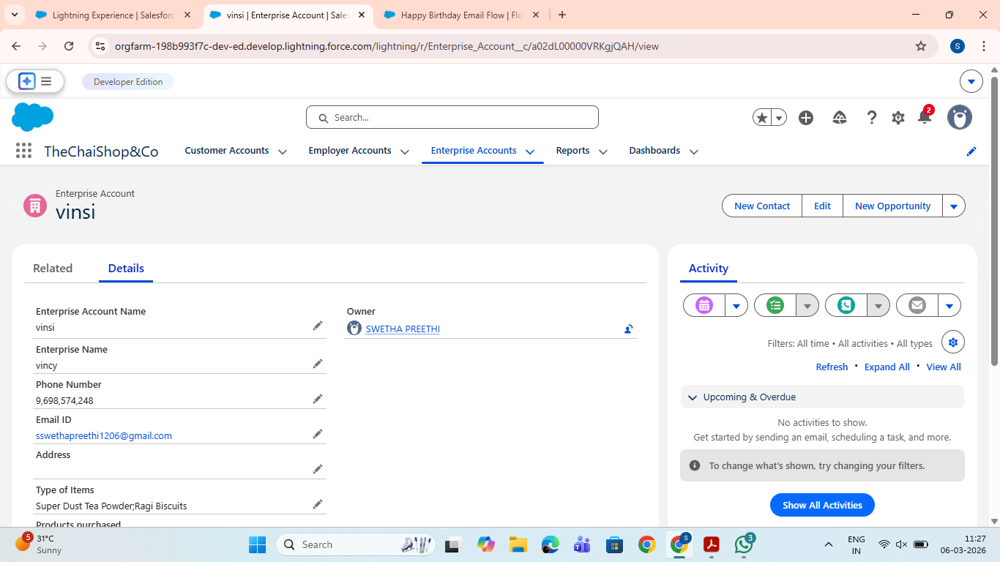 Lightning Experience | Salesforc
vinsi | Enterprise Account | Sales
Happy Birthday Email Flow | Flo
orgfarm-198b993f7c-dev-ed.develop.lightning.force.com/lightning/r/Enterprise_Account__c/a02dL00000VRKgjQAH/view
S
Developer Edition
Search...
2
TheChaiShop&Co
Customer Accounts
Employer Accounts
Enterprise Accounts
Reports
Dashboards
Enterprise Account
vinsi
New Contact
Edit
New Opportunity
Related
Details
Enterprise Account Name
vinsi
Owner
SWETHA PREETHI
Enterprise Name
vincy
Phone Number
9,698,574,248
Email ID
sswethapreethi1206@gmail.com
Address
Type of Items
Super Dust Tea Powder;Ragi Biscuits
Products purchased
Activity
Filters: All time • All activities • All types
Refresh • Expand All • View All
Upcoming & Overdue
No activities to show.
Get started by sending an email, scheduling a task, and more.
To change what's shown, try changing your filters.
Show All Activities
5
31°C
Sunny
Search
S
3
ENG
IN
11:27
06-03-2026